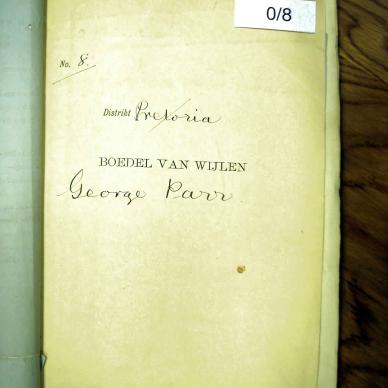 0/8
No. 8.
Distrikt Pretoria
BOEDEL VAN WIJLEN
George Parr